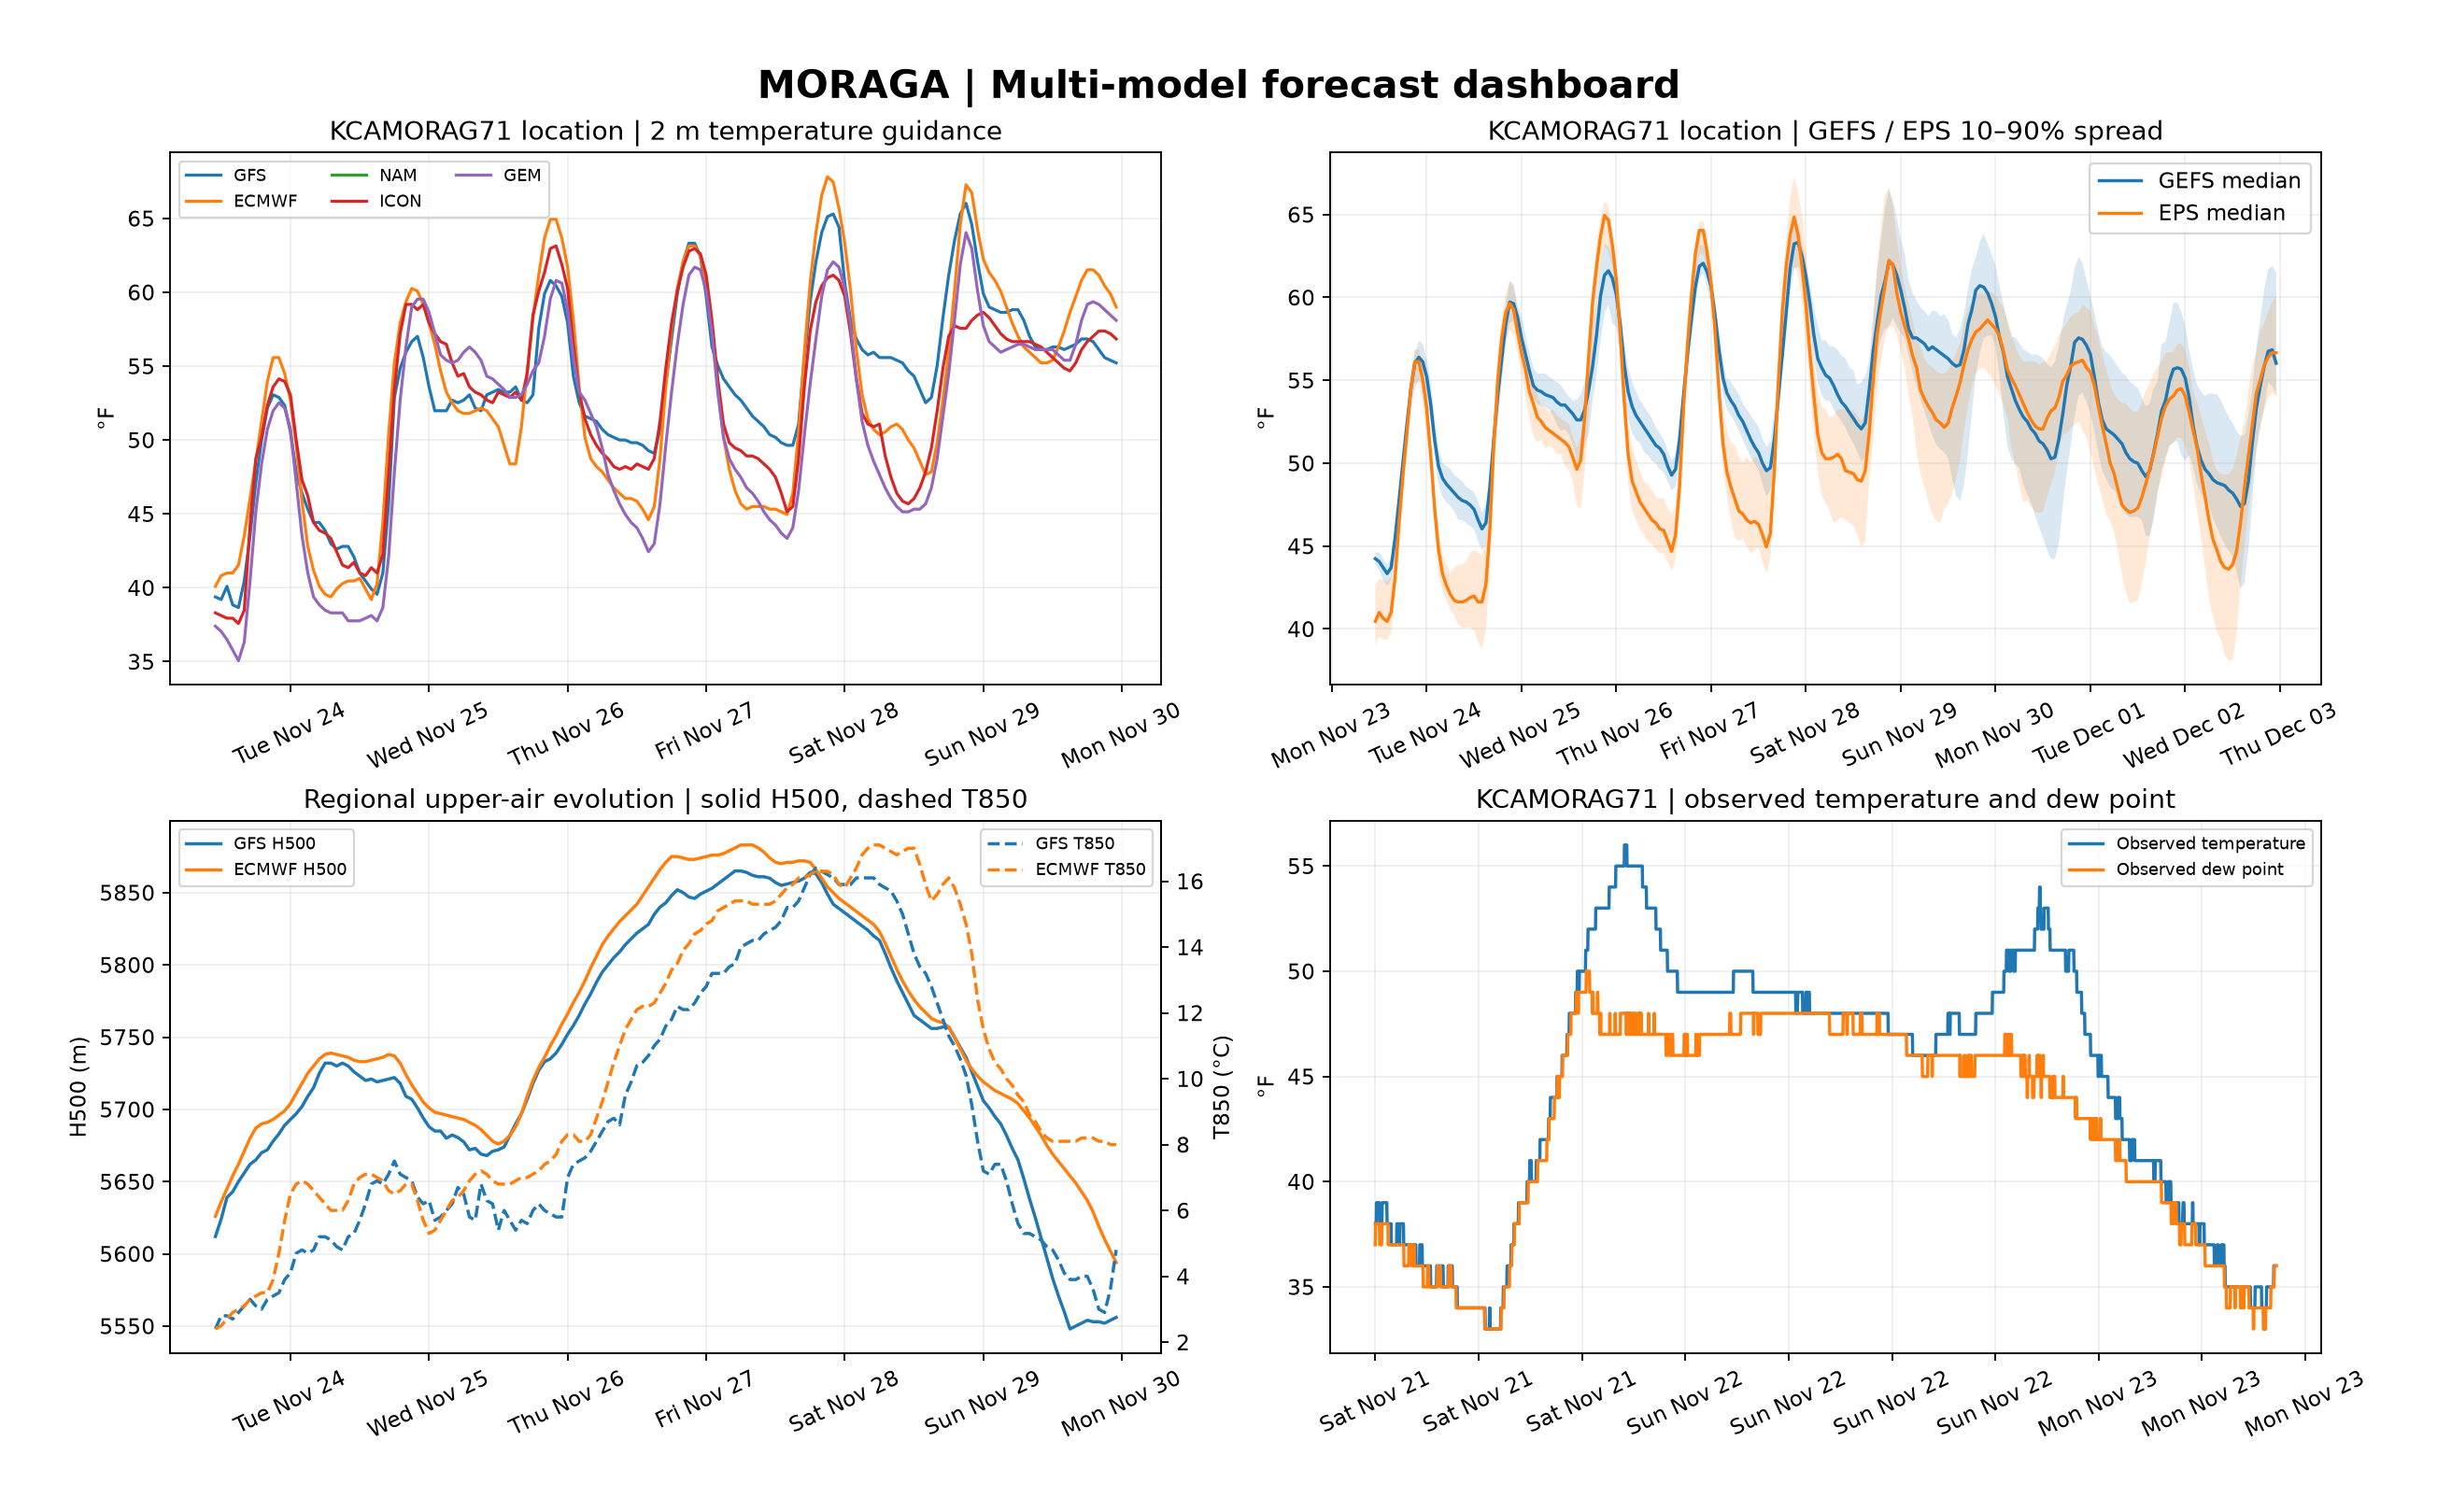 MORAGA | Multi-model forecast dashboard
KCAMORAG71 location | 2 m temperature guidance
GFS
ECMWF
NAM
ICON
GEM
°F
65
60
55
50
45
40
35
Tue Nov 24
Wed Nov 25
Thu Nov 26
Fri Nov 27
Sat Nov 28
Sun Nov 29
Mon Nov 30
KCAMORAG71 location | GEFS / EPS 10–90% spread
GEFS median
EPS median
°F
65
60
55
50
45
40
Mon Nov 23
Tue Nov 24
Wed Nov 25
Thu Nov 26
Fri Nov 27
Sat Nov 28
Sun Nov 29
Mon Nov 30
Tue Dec 01
Wed Dec 02
Thu Dec 03
Regional upper-air evolution | solid H500, dashed T850
GFS H500
ECMWF H500
GFS T850
ECMWF T850
H500 (m)
5850
5800
5750
5700
5650
5600
5550
T850 (°C)
16
14
12
10
8
6
4
2
Tue Nov 24
Wed Nov 25
Thu Nov 26
Fri Nov 27
Sat Nov 28
Sun Nov 29
Mon Nov 30
KCAMORAG71 | observed temperature and dew point
Observed temperature
Observed dew point
°F
55
50
45
40
35
Sat Nov 21
Sat Nov 21
Sat Nov 21
Sun Nov 22
Sun Nov 22
Sun Nov 22
Sun Nov 22
Mon Nov 23
Mon Nov 23
Mon Nov 23